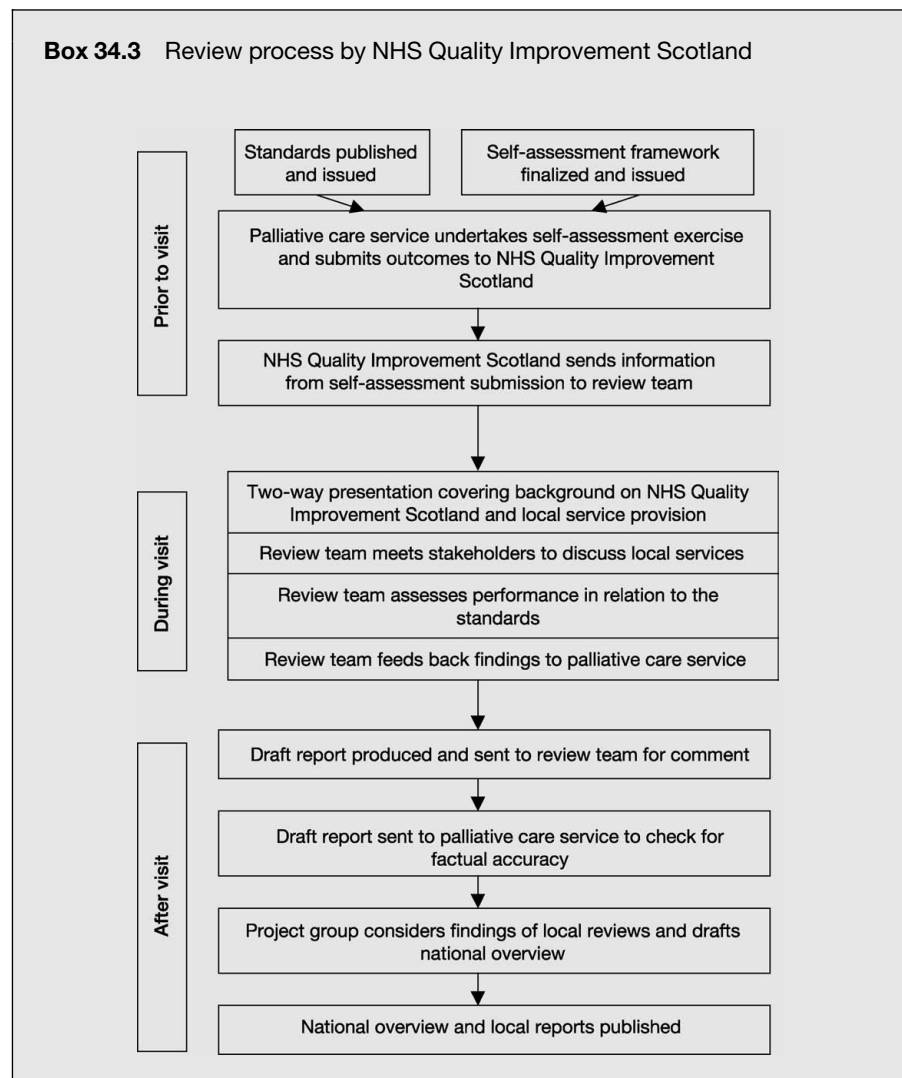 Box 34.3 Review process by NHS Quality Improvement Scotland
Prior to visit
Standards published
and issued
Self-assessment framework
finalized and issued
Palliative care service undertakes self-assessment exercise
and submits outcomes to NHS Quality Improvement
Scotland
NHS Quality Improvement Scotland sends information
from self-assessment submission to review team
During visit
Two-way presentation covering background on NHS Quality
Improvement Scotland and local service provision
Review team meets stakeholders to discuss local services
Review team assesses performance in relation to the
standards
Review team feeds back findings to palliative care service
After visit
Draft report produced and sent to review team for comment
Draft report sent to palliative care service to check for
factual accuracy
Project group considers findings of local reviews and drafts
national overview
National overview and local reports published